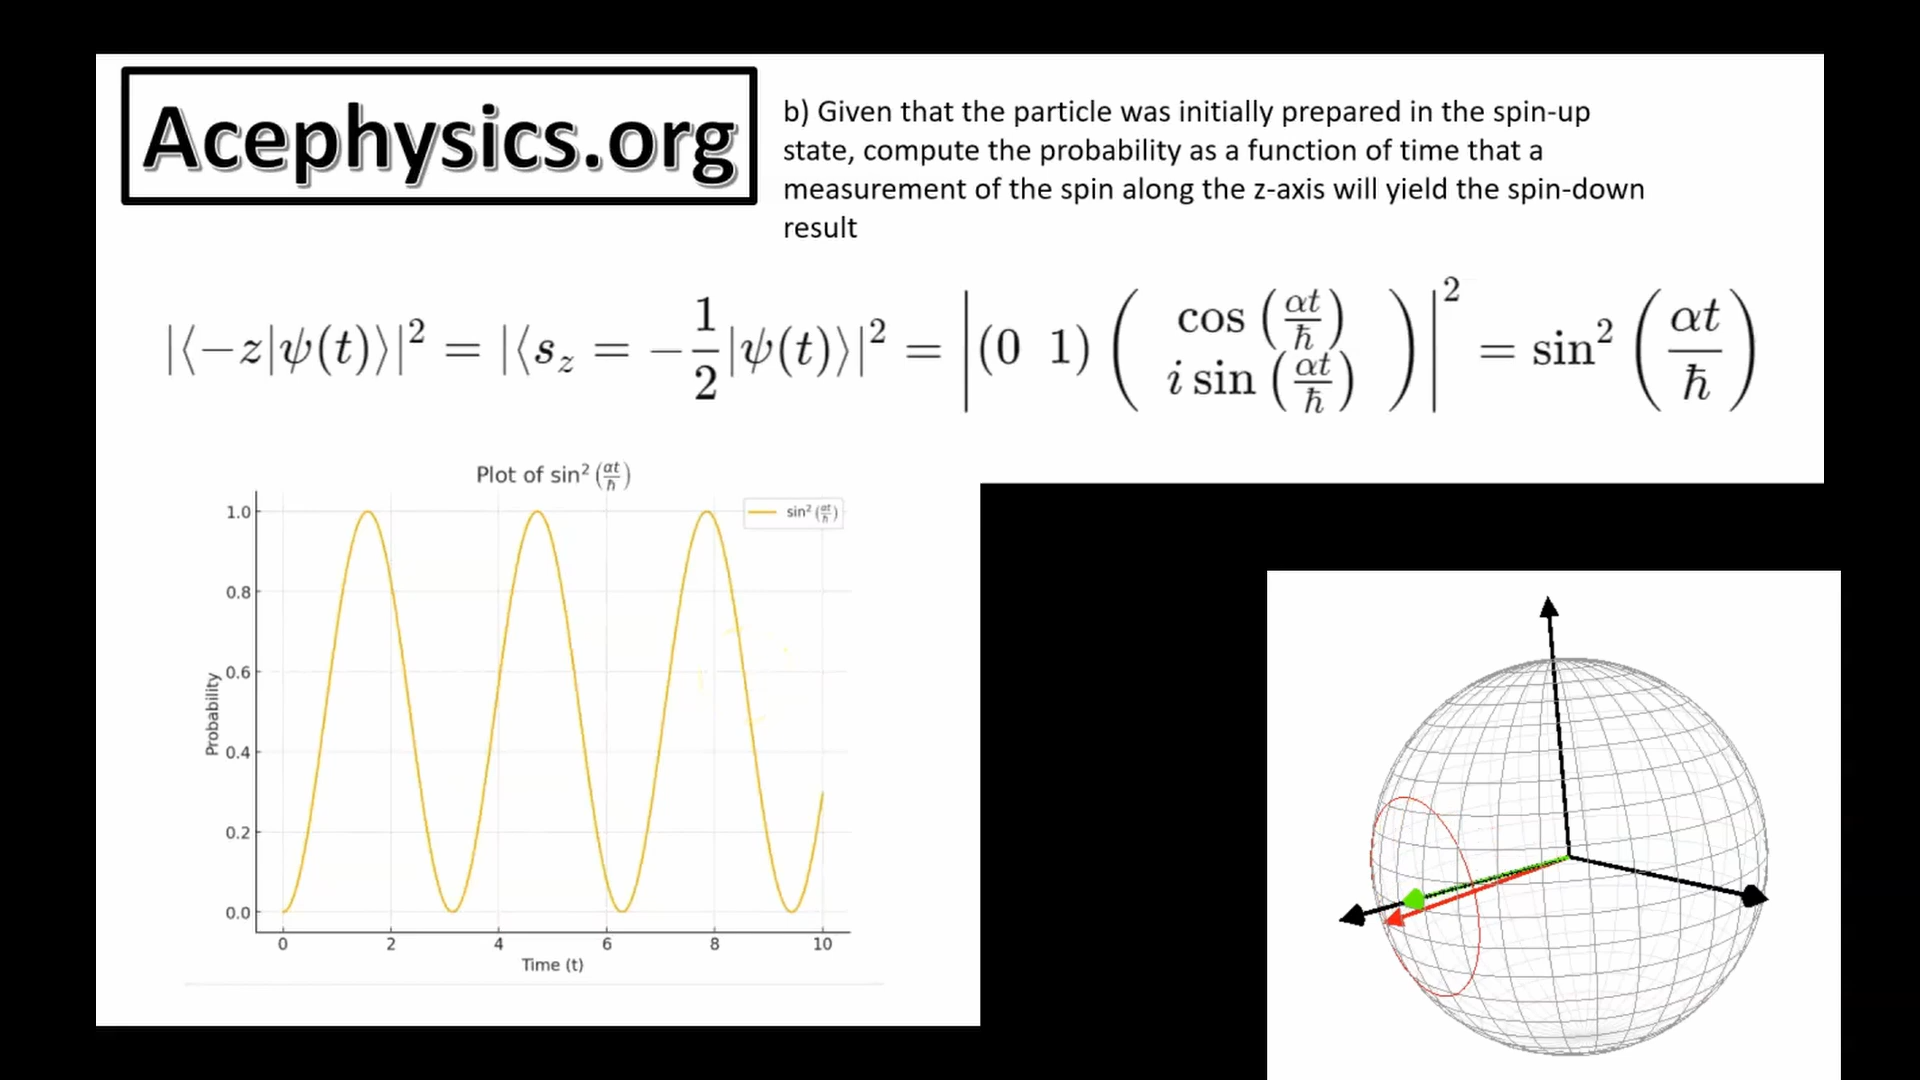 Acephysics.org
b) Given that the particle was initially prepared in the spin-up
state, compute the probability as a function of time that a
measurement of the spin along the z-axis will yield the spin-down
result
|⟨−z|ψ(t)⟩|² = |⟨s_z = −1/2|ψ(t)⟩|² = |(0 1) ( cos(αt/ħ) i sin(αt/ħ) )|² = sin²(αt/ħ)
Plot of sin²(αt/ħ)
sin²(αt/ħ)
1.0
0.8
0.6
0.4
0.2
0.0
Probability
0 2 4 6 8 10
Time (t)